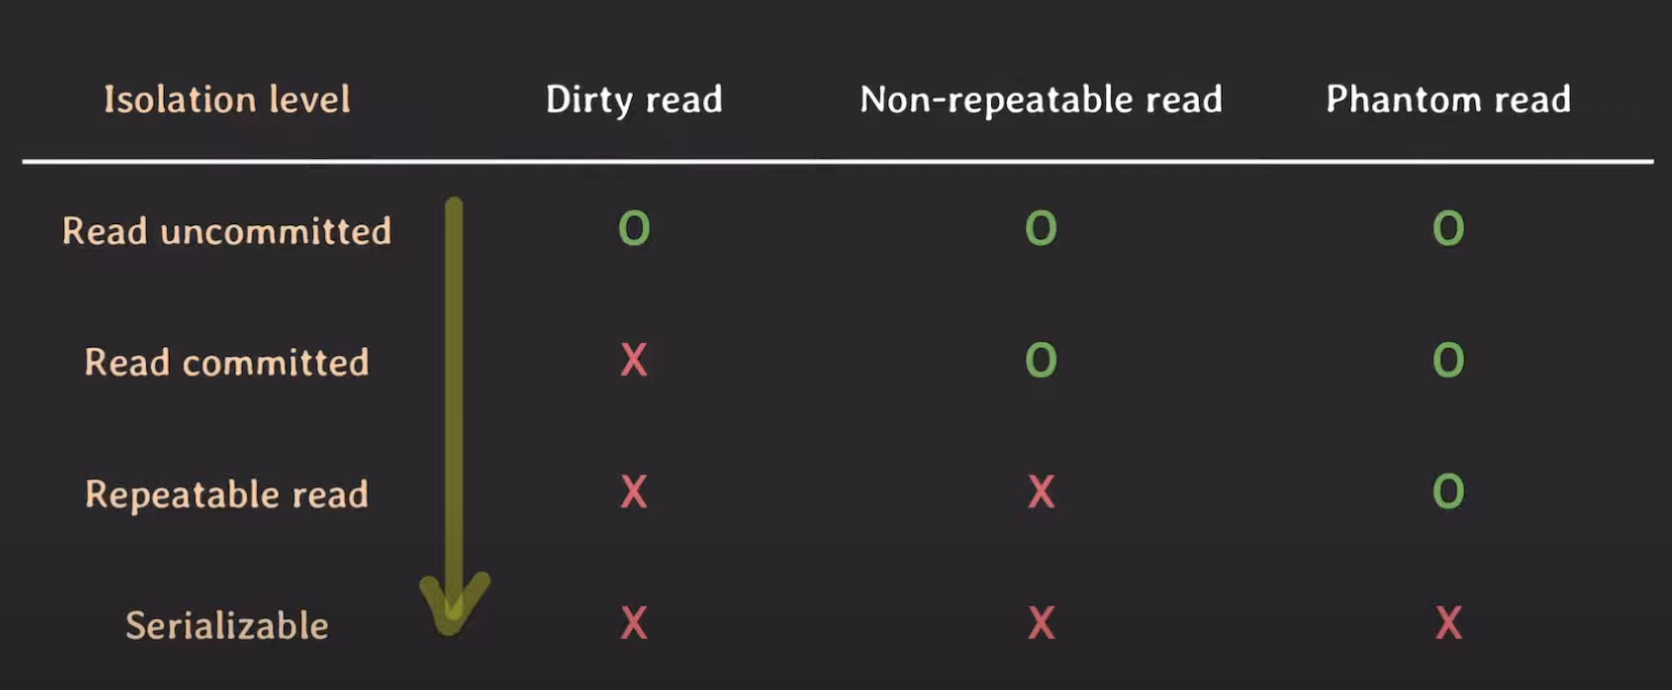 Isolation level Dirty read Non-repeatable read Phantom read
Read uncommitted O O O
Read committed X O O
Repeatable read X X O
Serializable X X X